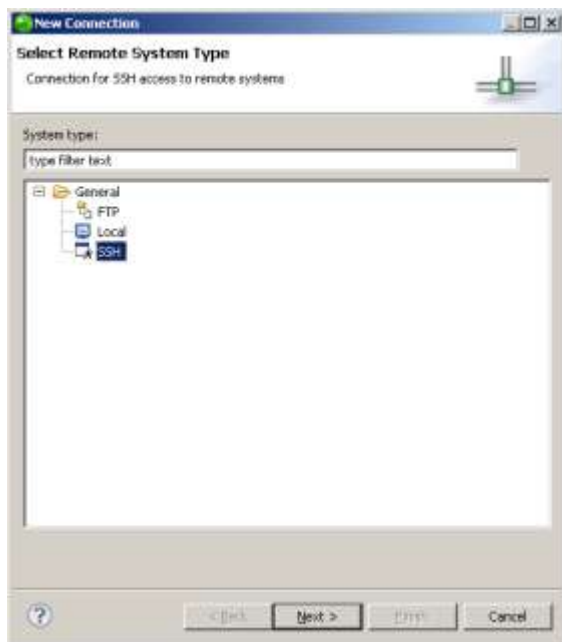 New Connection
Select Remote System Type
Connection for SSH access to remote systems
System type:
type filter text
General
FTP
Local
SSH
< Back
Next >
Finish
Cancel